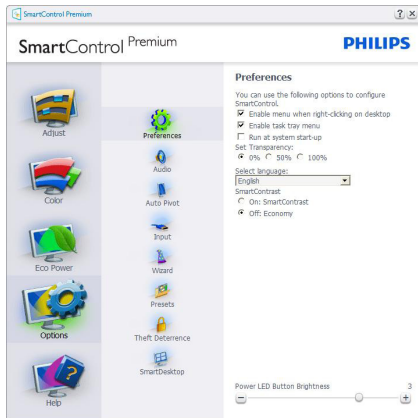 SmartControl Premium
SmartControl Premium
PHILIPS
Adjust
Color
Eco Power
Options
Help
Preferences
Audio
Auto Pivot
Input
Wizard
Presets
Theft Deterrence
SmartDesktop
Preferences
You can use the following options to configure
SmartControl.
Enable menu when right-clicking on desktop
Enable task tray menu
Run at system start-up
Set Transparency:
0% 50% 100%
Select language:
English
SmartContrast
On: SmartContrast
Off: Economy
Power LED Button Brightness 3